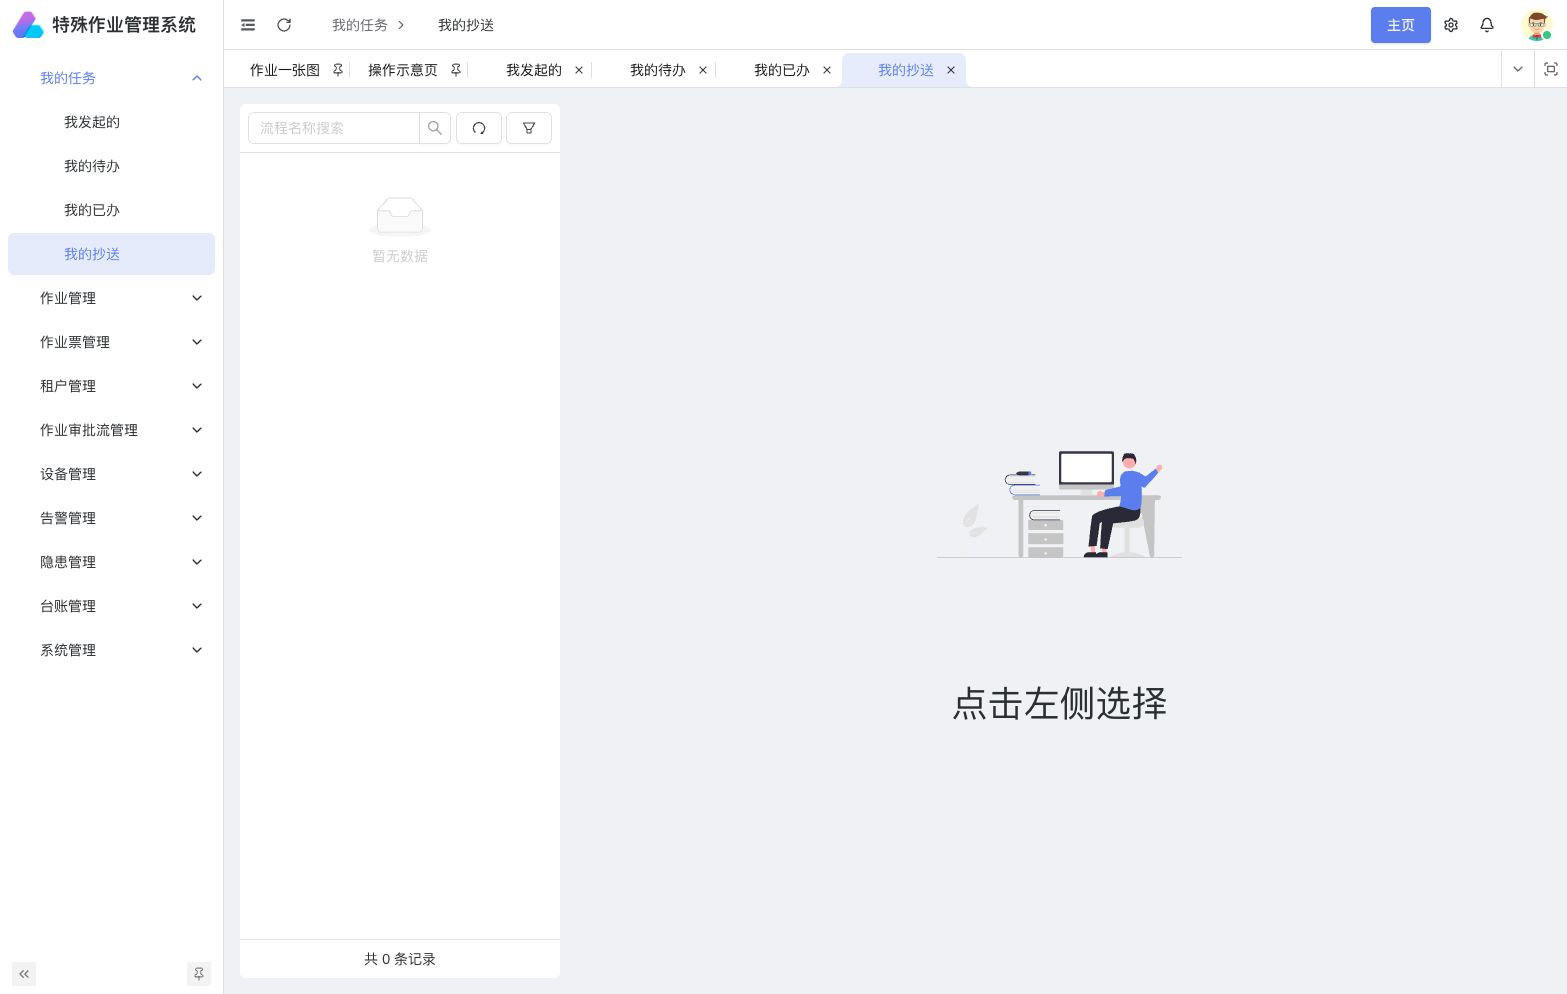 特殊作业管理系统
我的任务
我发起的
我的待办
我的已办
我的抄送
作业管理
作业票管理
租户管理
作业审批流管理
设备管理
告警管理
隐患管理
台账管理
系统管理
我的任务 我的抄送
主页
作业一张图 操作示意页 我发起的 我的待办 我的已办 我的抄送
流程名称搜索
暂无数据
共 0 条记录
点击左侧选择